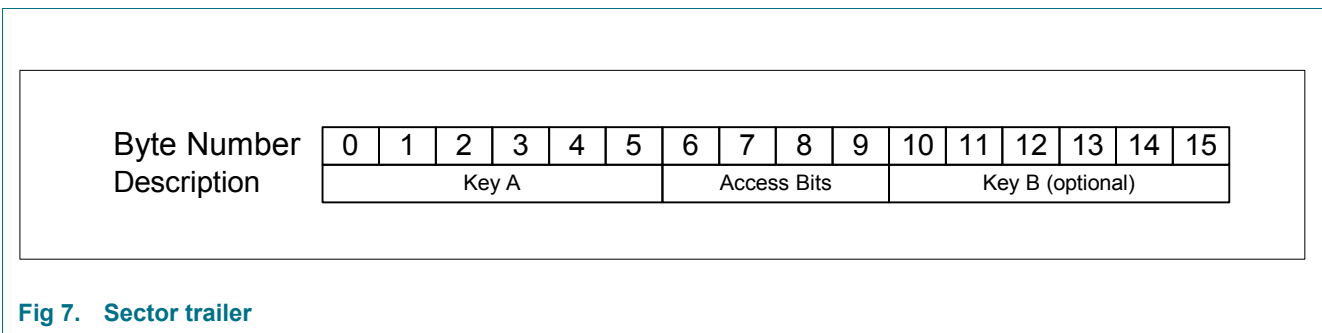 Byte Number 0 1 2 3 4 5 6 7 8 9 10 11 12 13 14 15
Description Key A Access Bits Key B (optional)
Fig 7. Sector trailer